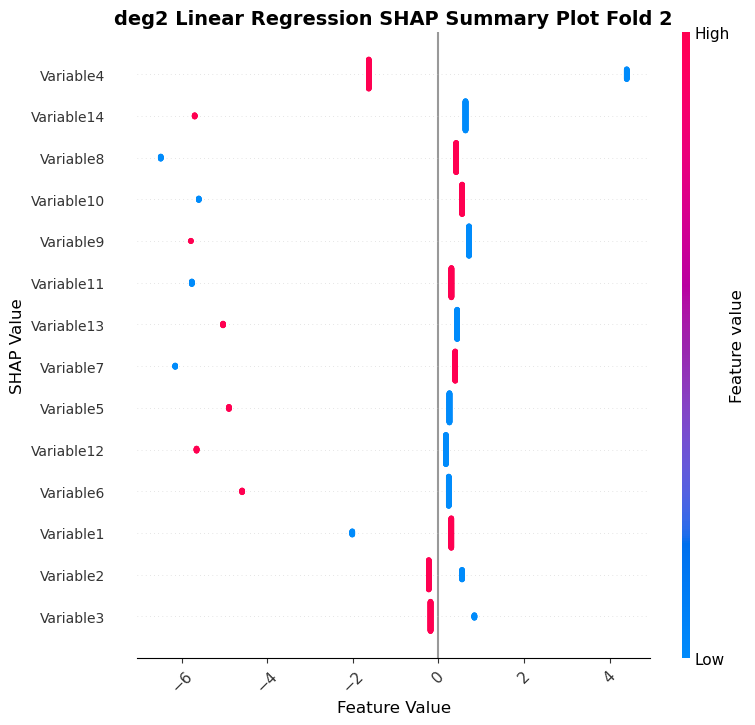 deg2 Linear Regression SHAP Summary Plot Fold 2
High
Variable4
Variable14
Variable8
Variable10
Variable9
Variable11
Variable13
Variable7
Variable5
Variable12
Variable6
Variable1
Variable2
Variable3
SHAP Value
Feature value
Low
−6 −4 −2 0 2 4
Feature Value